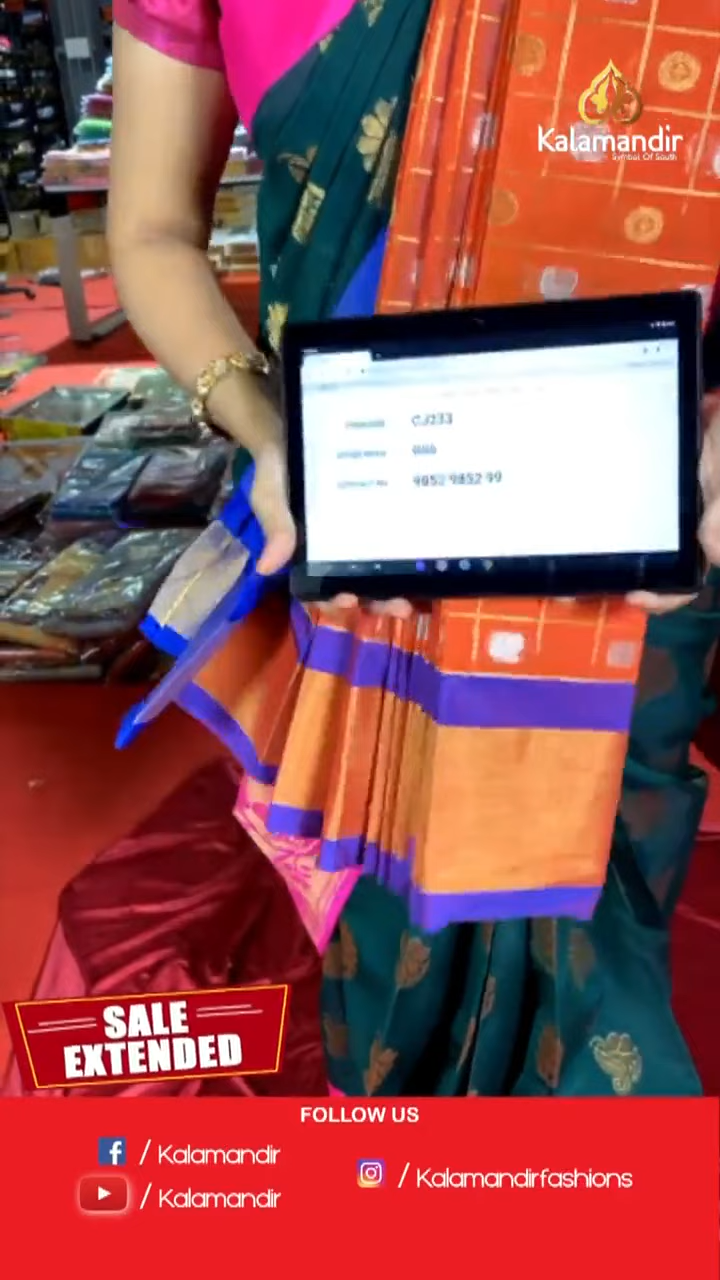 Kalamandir
Symbol Of South
CJ233
9852 9852 99
SALE
EXTENDED
FOLLOW US
/ Kalamandir
/ Kalamandir
/ Kalamandirfashions